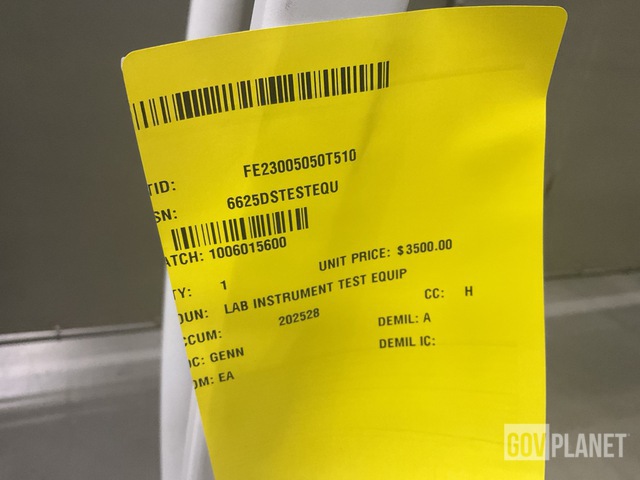 TID: FE23005050T510
SN: 6625DSTESTEQU
ATCH: 1006015600
TY: 1 UNIT PRICE: $3500.00
OUN: LAB INSTRUMENT TEST EQUIP
CCUM: 202528 CC: H
OC: GENN DEMIL: A
OM: EA DEMIL IC:
GOVPLANET